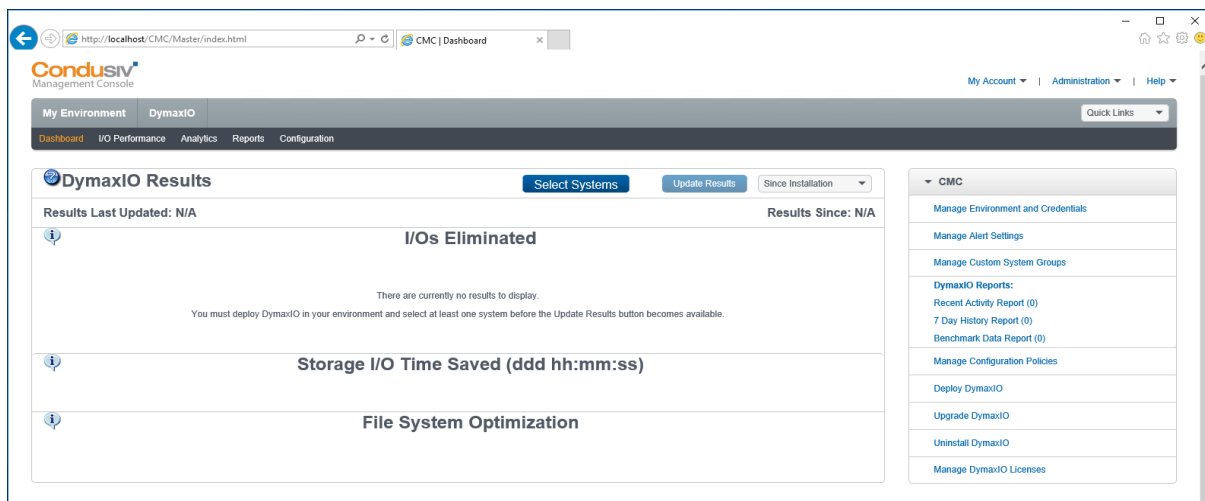 http://localhost/CMC/Master/index.html
CMC | Dashboard
Condusiv
Management Console
My Account | Administration | Help
My Environment DymaxIO
Quick Links
Dashboard I/O Performance Analytics Reports Configuration
DymaxIO Results
Select Systems
Update Results
Since Installation
Results Last Updated: N/A
Results Since: N/A
I/Os Eliminated
There are currently no results to display.
You must deploy DymaxIO in your environment and select at least one system before the Update Results button becomes available.
Storage I/O Time Saved (ddd hh:mm:ss)
File System Optimization
CMC
Manage Environment and Credentials
Manage Alert Settings
Manage Custom System Groups
DymaxIO Reports:
Recent Activity Report (0)
7 Day History Report (0)
Benchmark Data Report (0)
Manage Configuration Policies
Deploy DymaxIO
Upgrade DymaxIO
Uninstall DymaxIO
Manage DymaxIO Licenses